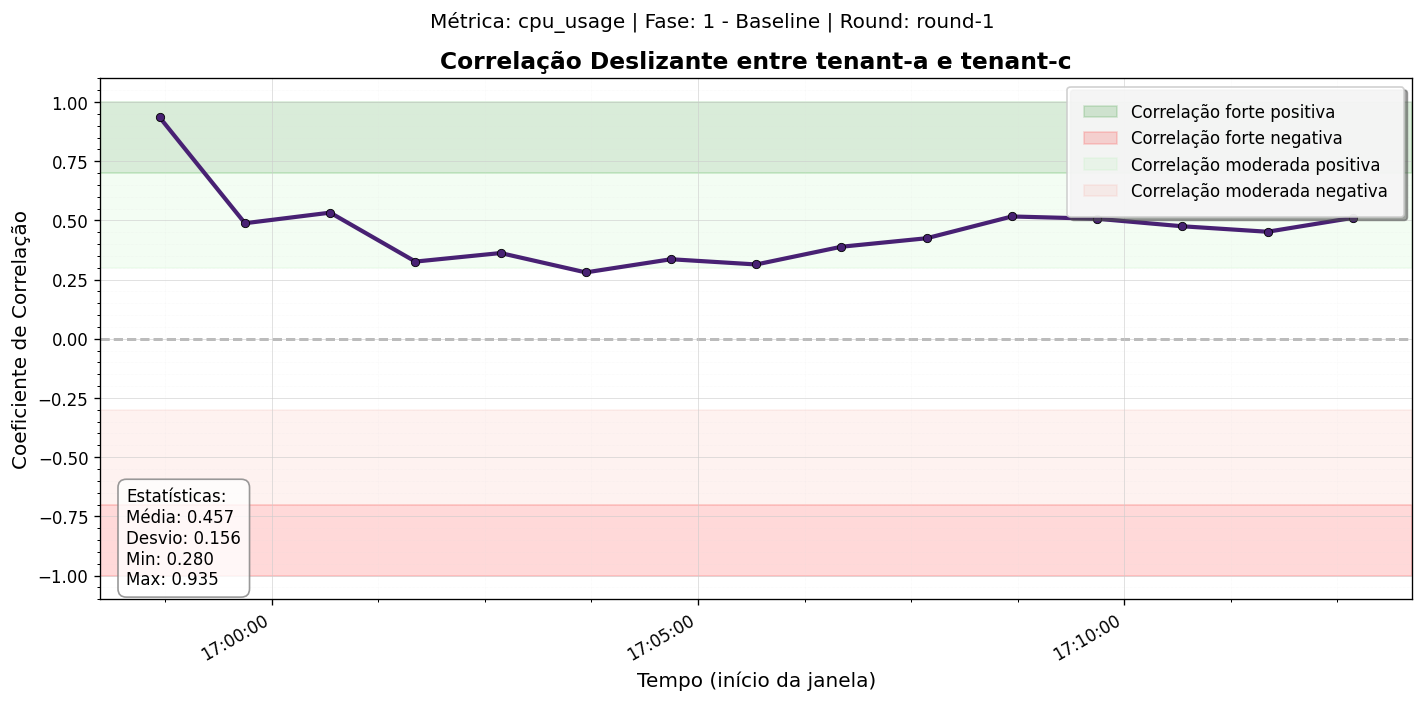 Métrica: cpu_usage | Fase: 1 - Baseline | Round: round-1
Correlação Deslizante entre tenant-a e tenant-c
Coeficiente de Correlação
1.00
0.75
0.50
0.25
0.00
−0.25
−0.50
−0.75
−1.00
Correlação forte positiva
Correlação forte negativa
Correlação moderada positiva
Correlação moderada negativa
Estatísticas:
Média: 0.457
Desvio: 0.156
Min: 0.280
Max: 0.935
17:00:00
17:05:00
17:10:00
Tempo (início da janela)